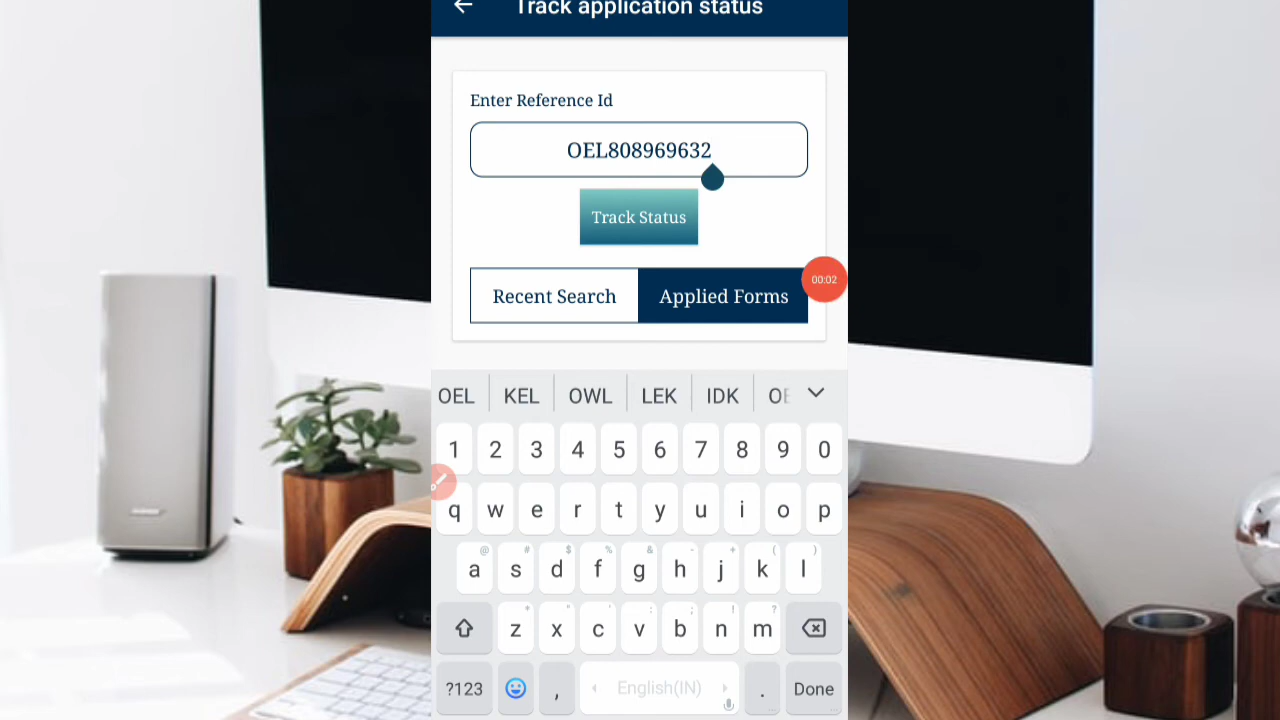 Track application status
Enter Reference Id
OEL808969632
Track Status
Recent Search Applied Forms
00:02
OEL KEL OWL LEK IDK
1 2 3 4 5 6 7 8 9 0
q w e r t y u i o p
@ # $ % & - + ( )
a s d f g h j k l
* " ' : ; ! ?
z x c v b n m
?123 , English(IN) . Done